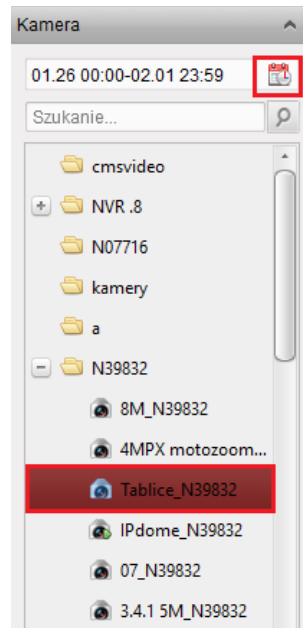 Kamera
01.26 00:00-02.01 23:59
Szukanie...
cmsvideo
NVR .8
N07716
kamery
a
N39832
8M_N39832
4MPX motozoom...
Tablice_N39832
IPdome_N39832
07_N39832
3.4.1 5M_N39832